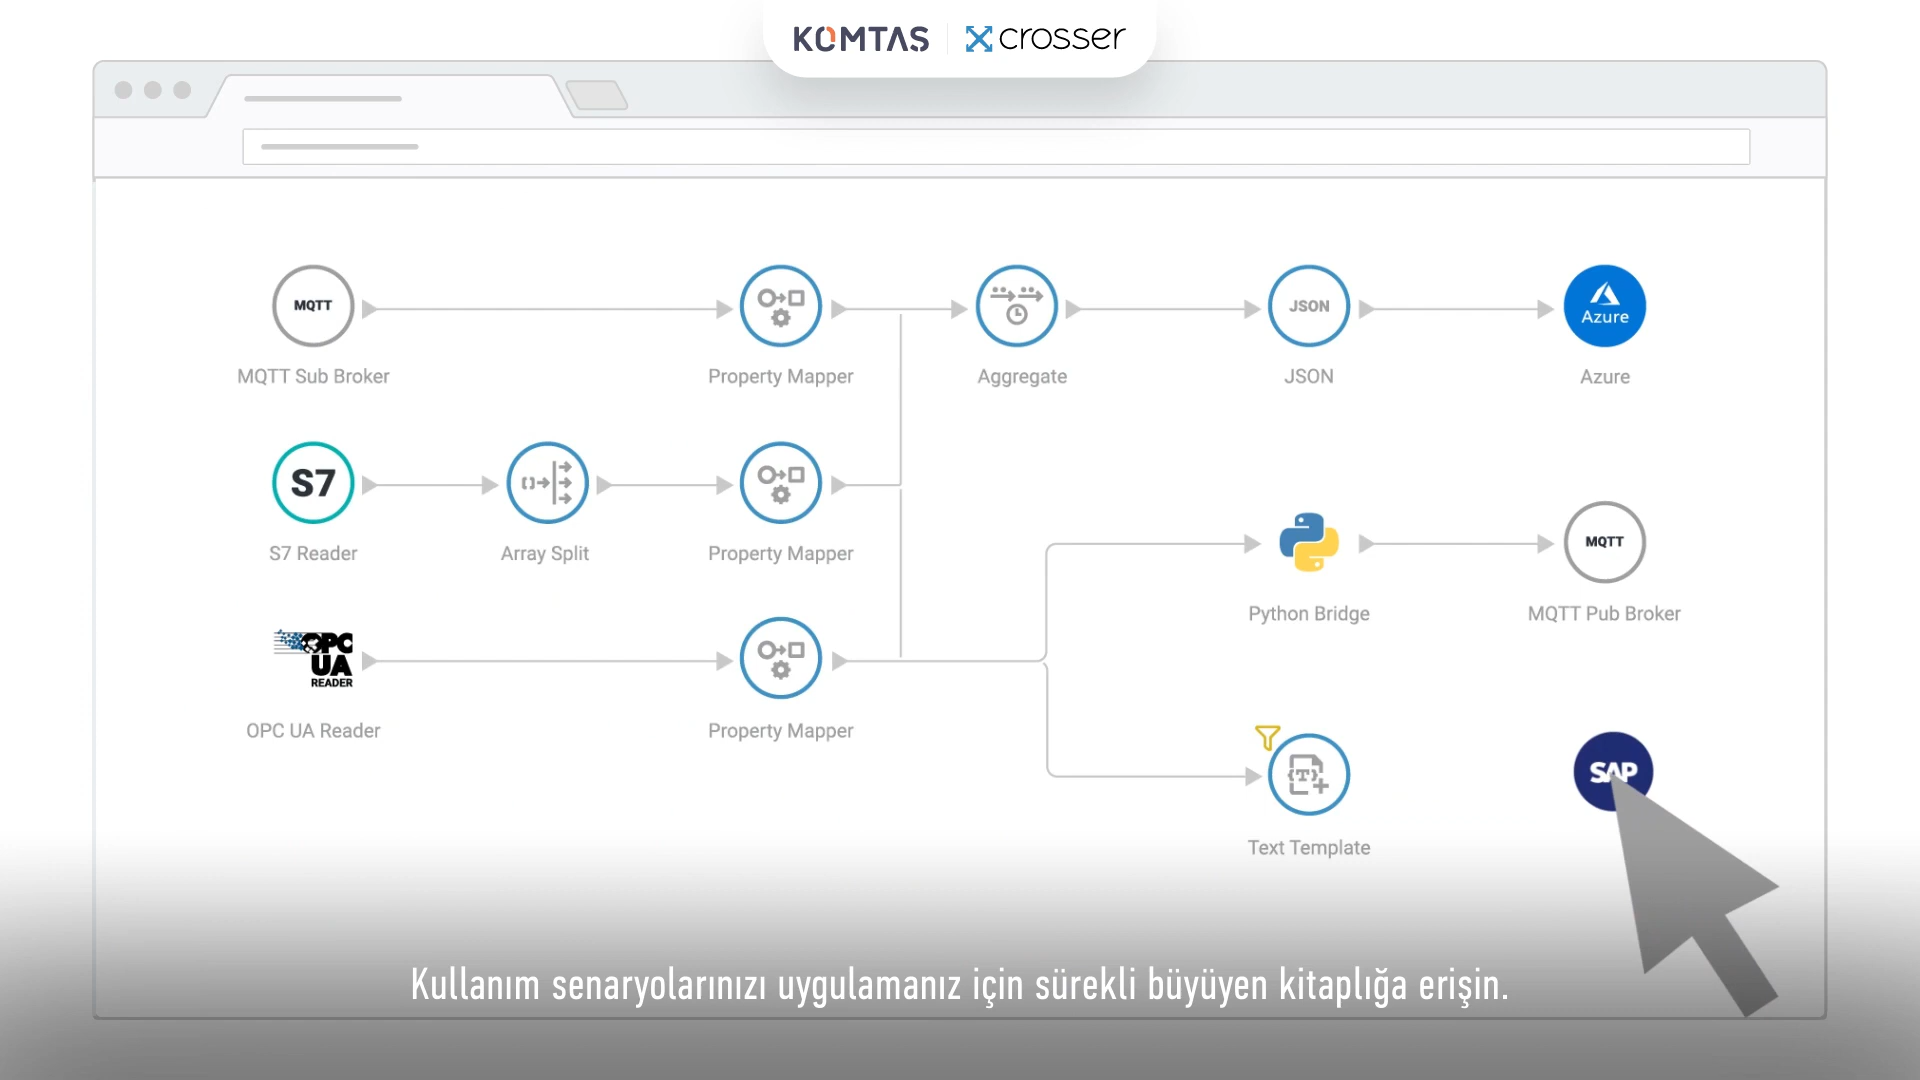 KOMTAS crosser
MQTT
JSON
Azure
MQTT Sub Broker
Property Mapper
Aggregate
JSON
Azure
S7
S7 Reader
Array Split
Property Mapper
MQTT
Python Bridge
MQTT Pub Broker
OPC
UA
READER
OPC UA Reader
Property Mapper
{T}
SAP
Text Template
Kullanım senaryolarınızı uygulamanız için sürekli büyüyen kitaplığa erişin.